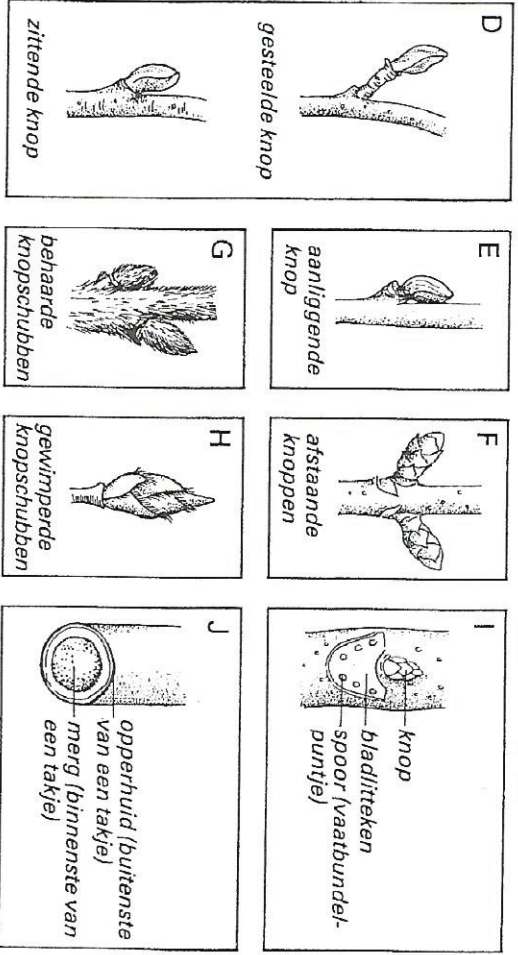 D
gesteelde knop
zittende knop
E
aanliggende
knop
F
afstaande
knoppen
G
behaarde
knopschubben
H
gewimperde
knopschubben
I
knop
bladlitteken
spoor (vaatbundel-
puntje)
J
opperhuid (buitenste
van een takje)
merg (binnenste van
een takje)